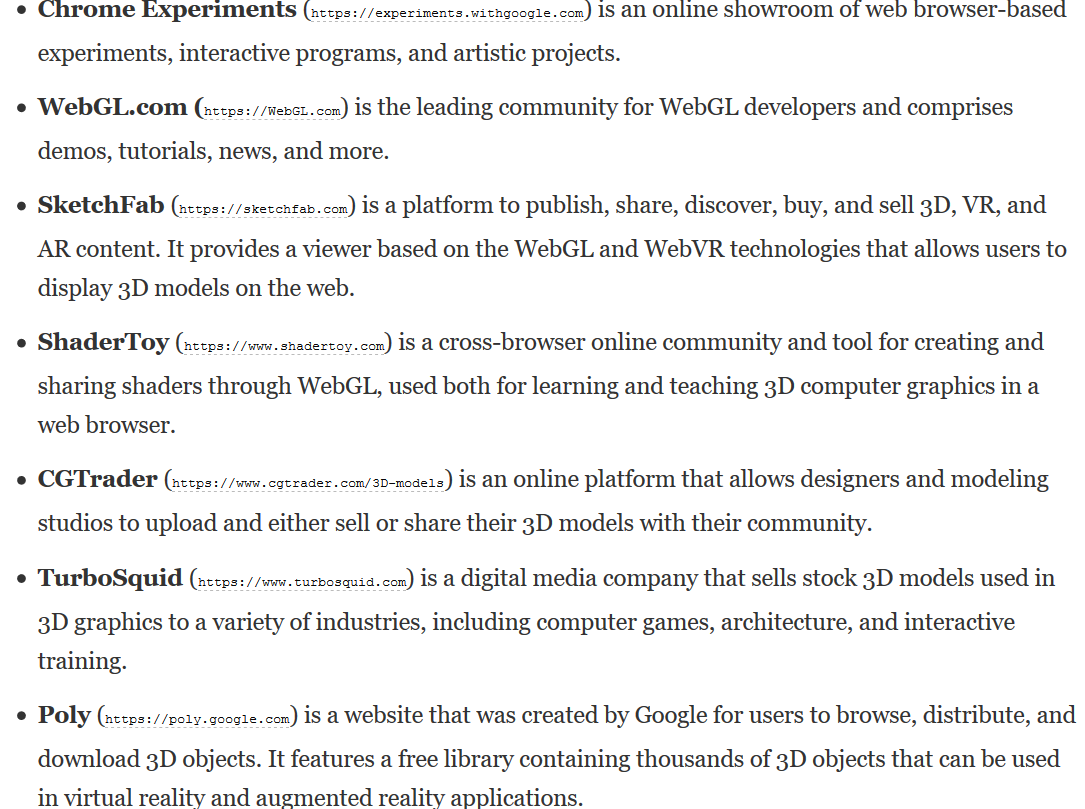 • Chrome Experiments (https://experiments.withgoogle.com) is an online showroom of web browser-based
experiments, interactive programs, and artistic projects.
• WebGL.com (https://WebGL.com) is the leading community for WebGL developers and comprises
demos, tutorials, news, and more.
• SketchFab (https://sketchfab.com) is a platform to publish, share, discover, buy, and sell 3D, VR, and
AR content. It provides a viewer based on the WebGL and WebVR technologies that allows users to
display 3D models on the web.
• ShaderToy (https://www.shadertoy.com) is a cross-browser online community and tool for creating and
sharing shaders through WebGL, used both for learning and teaching 3D computer graphics in a
web browser.
• CGTrader (https://www.cgtrader.com/3D-models) is an online platform that allows designers and modeling
studios to upload and either sell or share their 3D models with their community.
• TurboSquid (https://www.turbosquid.com) is a digital media company that sells stock 3D models used in
3D graphics to a variety of industries, including computer games, architecture, and interactive
training.
• Poly (https://poly.google.com) is a website that was created by Google for users to browse, distribute, and
download 3D objects. It features a free library containing thousands of 3D objects that can be used
in virtual reality and augmented reality applications.